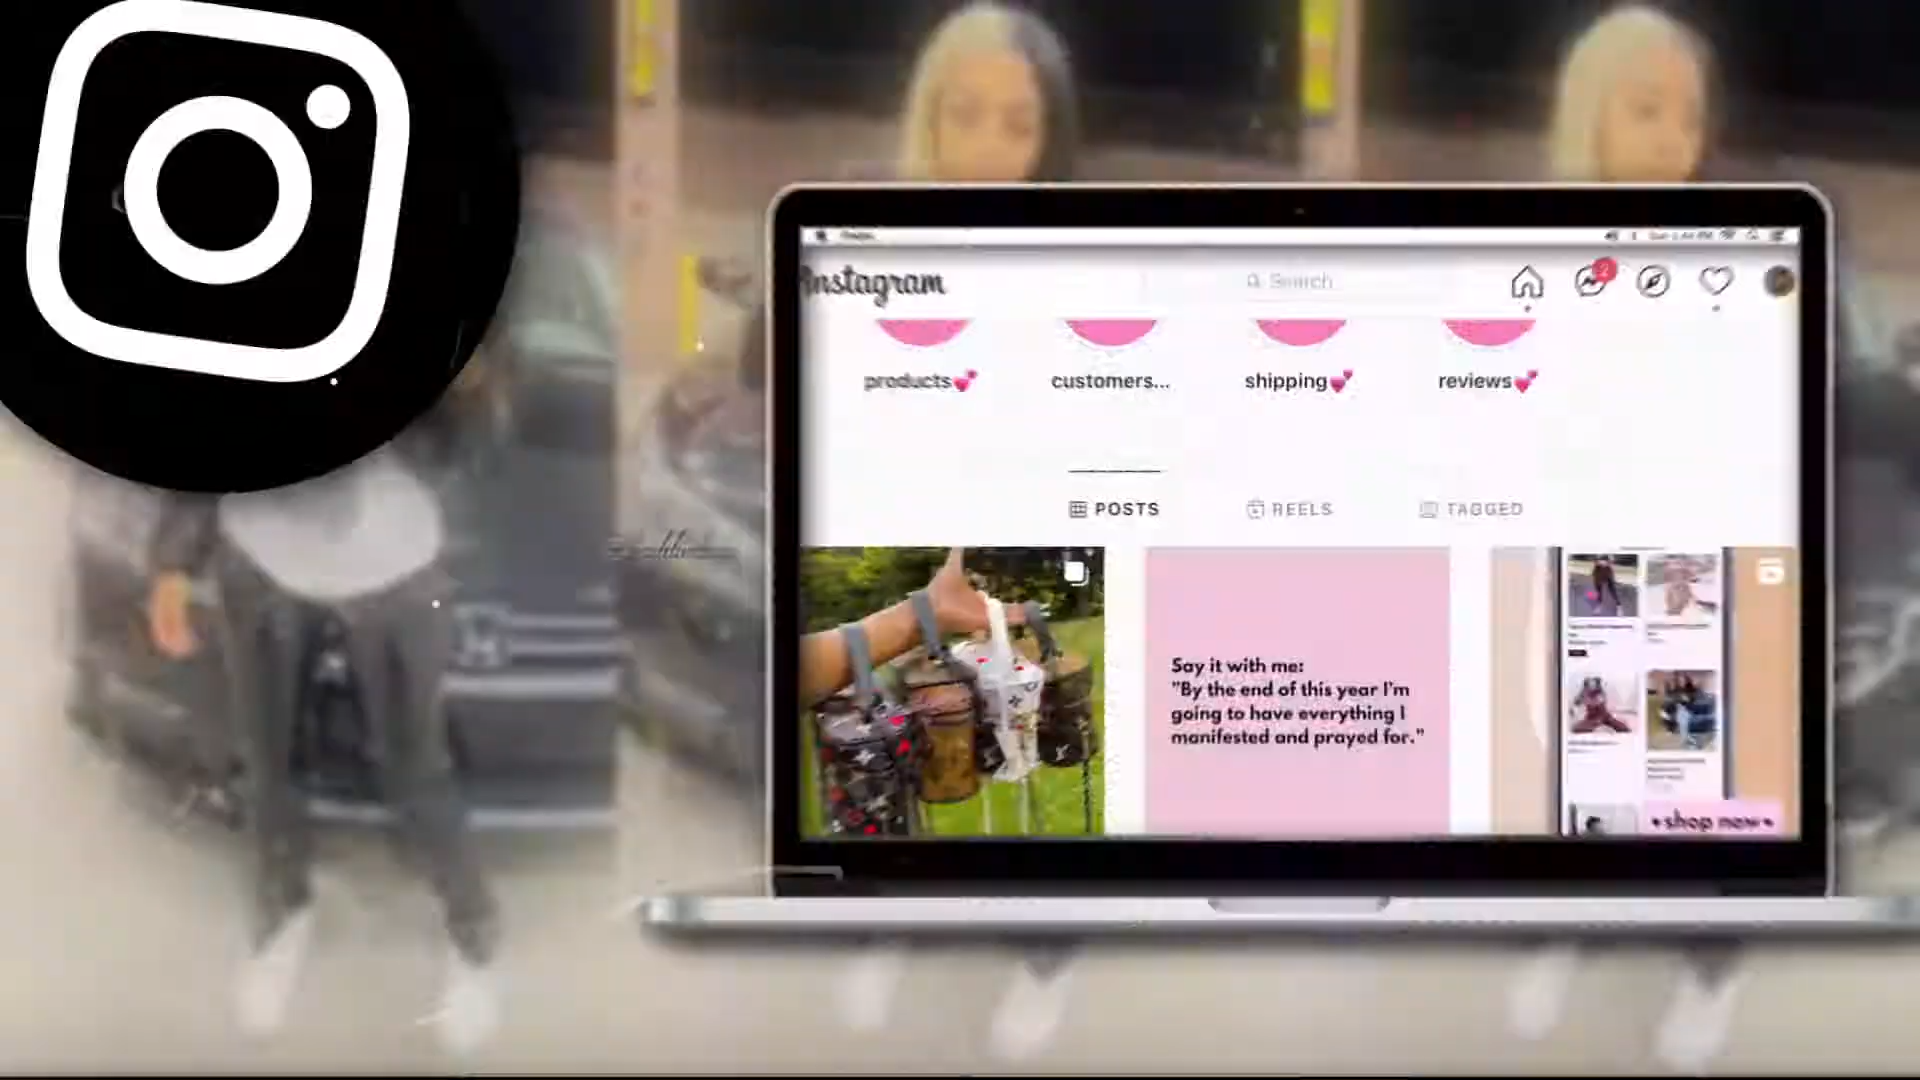 Instagram
Search
2
products💕
customers...
shipping💕
reviews💕
POSTS
REELS
TAGGED
Say it with me:
"By the end of this year I'm
going to have everything I
manifested and prayed for."
•shop now•